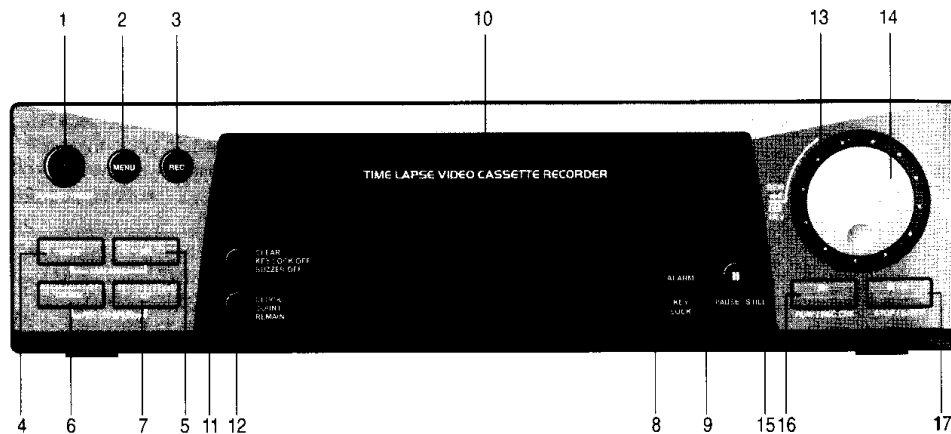 1 2 3 10 13 14
MENU REC
TIME LAPSE VIDEO CASSETTE RECORDER
CLEAR
KEY LOCK OFF
BUZZER OFF
CLOCK
COUNT
REMAIN
ALARM
KEY
LOCK
PAUSE / STILL
4 6 7 5 11 12 8 9 15 16 17